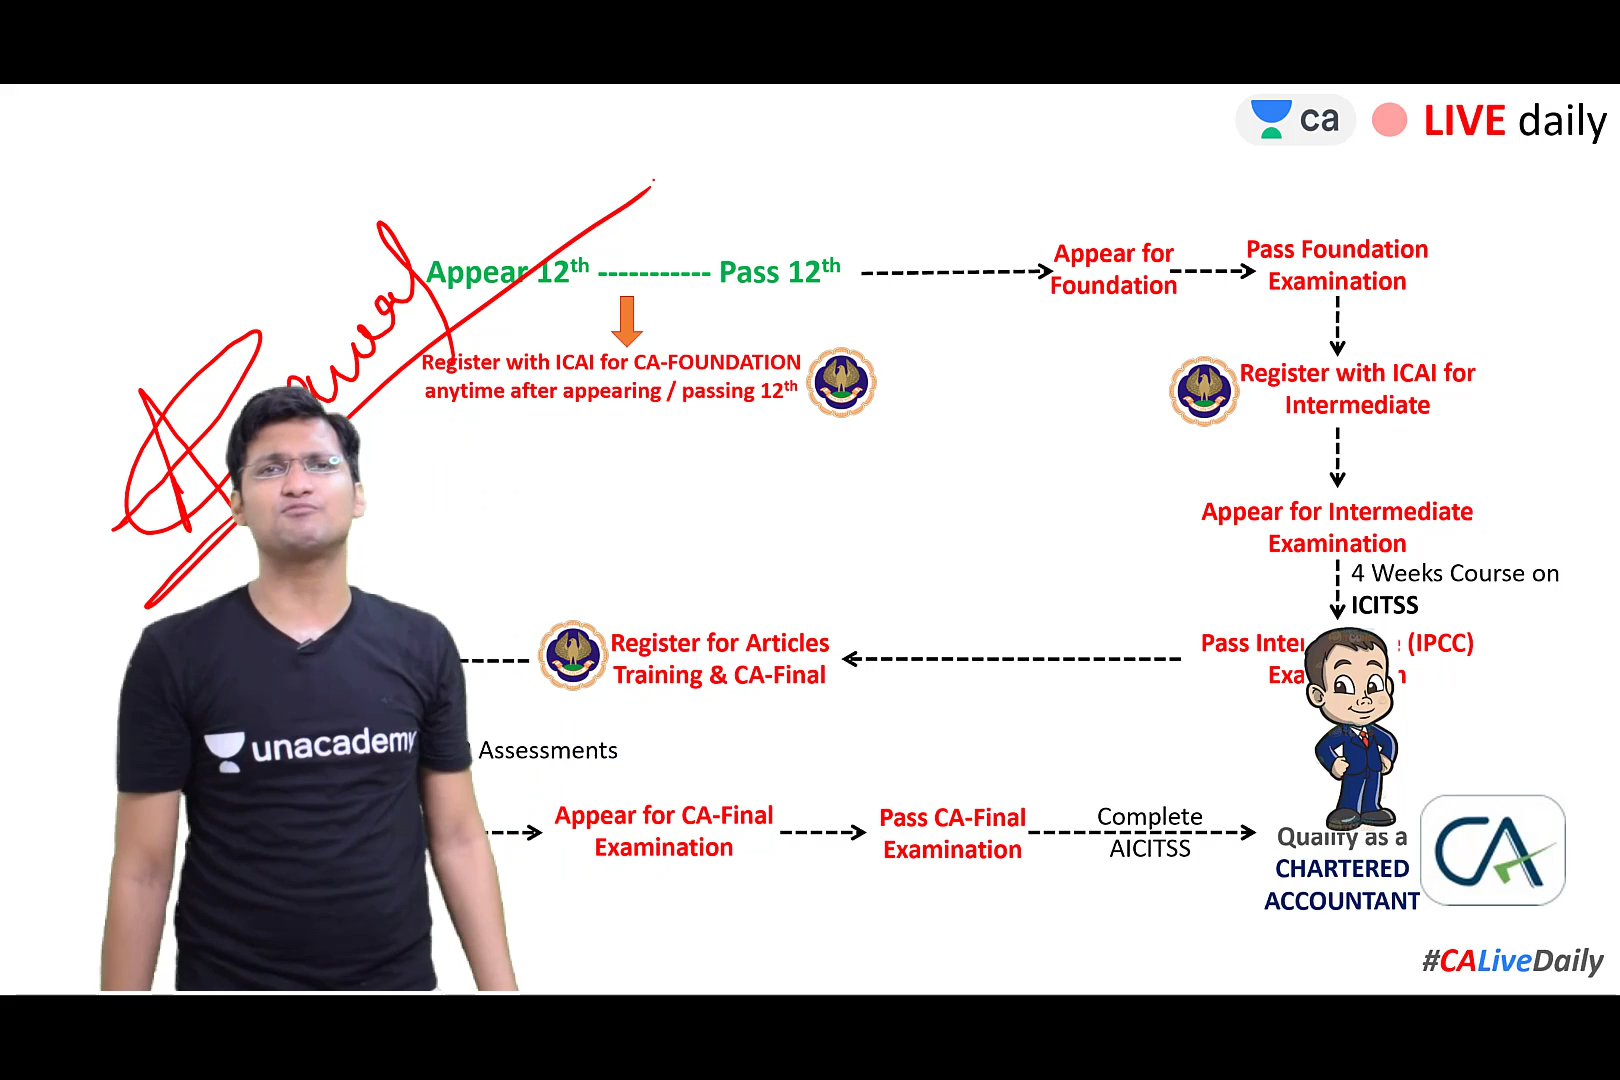 ca LIVE daily
Appear 12th ----------- Pass 12th
Appear for
Foundation
Pass Foundation
Examination
Register with ICAI for CA-FOUNDATION
anytime after appearing / passing 12th
Register with ICAI for
Intermediate
Appear for Intermediate
Examination
4 Weeks Course on
ICITSS
Pass (IPCC)
Register for Articles
Training & CA-Final
unacademy
Assessments
Appear for CA-Final
Examination
Pass CA-Final
Examination
Complete
AICITSS
Qualify as a
CHARTERED
ACCOUNTANT
CA
#CALiveDaily